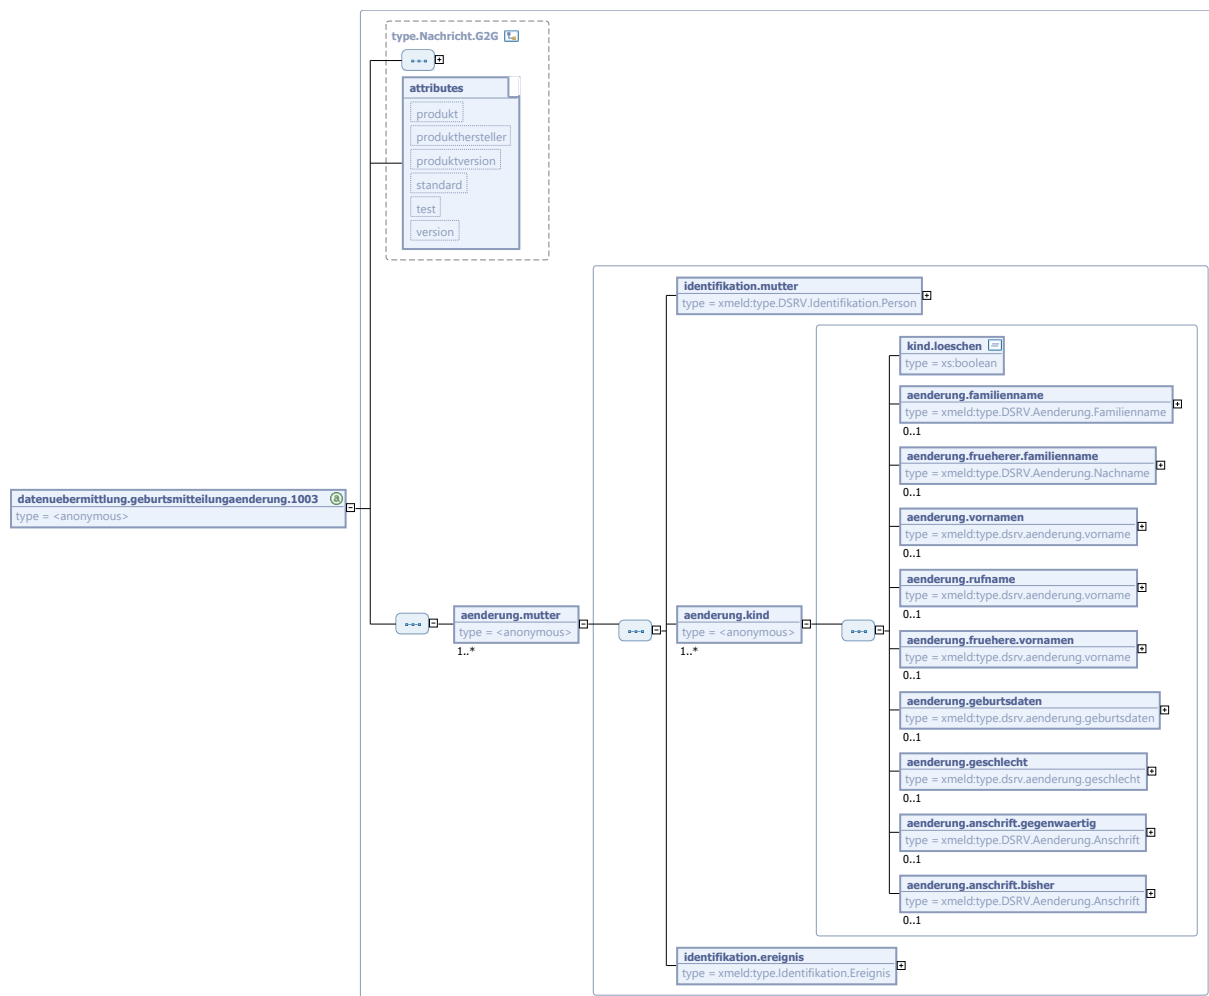 type.Nachricht.G2G
attributes
produkt
produkthersteller
produktversion
standard
test
version
identifikation.mutter
type = xmeld:type.DSRV.Identifikation.Person
kind.loeschen
type = xs:boolean
aenderung.familienname
type = xmeld:type.DSRV.Aenderung.Familienname
0..1
aenderung.frueherer.familienname
type = xmeld:type.DSRV.Aenderung.Nachname
0..1
datenuebermittlung.geburtsmitteilungaenderung.1003
type = <anonymous>
aenderung.vornamen
type = xmeld:type.dsrv.aenderung.vorname
0..1
aenderung.rufname
type = xmeld:type.dsrv.aenderung.vorname
0..1
aenderung.mutter
type = <anonymous>
1..*
aenderung.kind
type = <anonymous>
1..*
aenderung.fruehere.vornamen
type = xmeld:type.dsrv.aenderung.vorname
0..1
aenderung.geburtsdaten
type = xmeld:type.dsrv.aenderung.geburtsdaten
0..1
aenderung.geschlecht
type = xmeld:type.dsrv.aenderung.geschlecht
0..1
aenderung.anschrift.gegenwaertig
type = xmeld:type.DSRV.Aenderung.Anschrift
0..1
aenderung.anschrift.bisher
type = xmeld:type.DSRV.Aenderung.Anschrift
0..1
identifikation.ereignis
type = xmeld:type.Identifikation.Ereignis